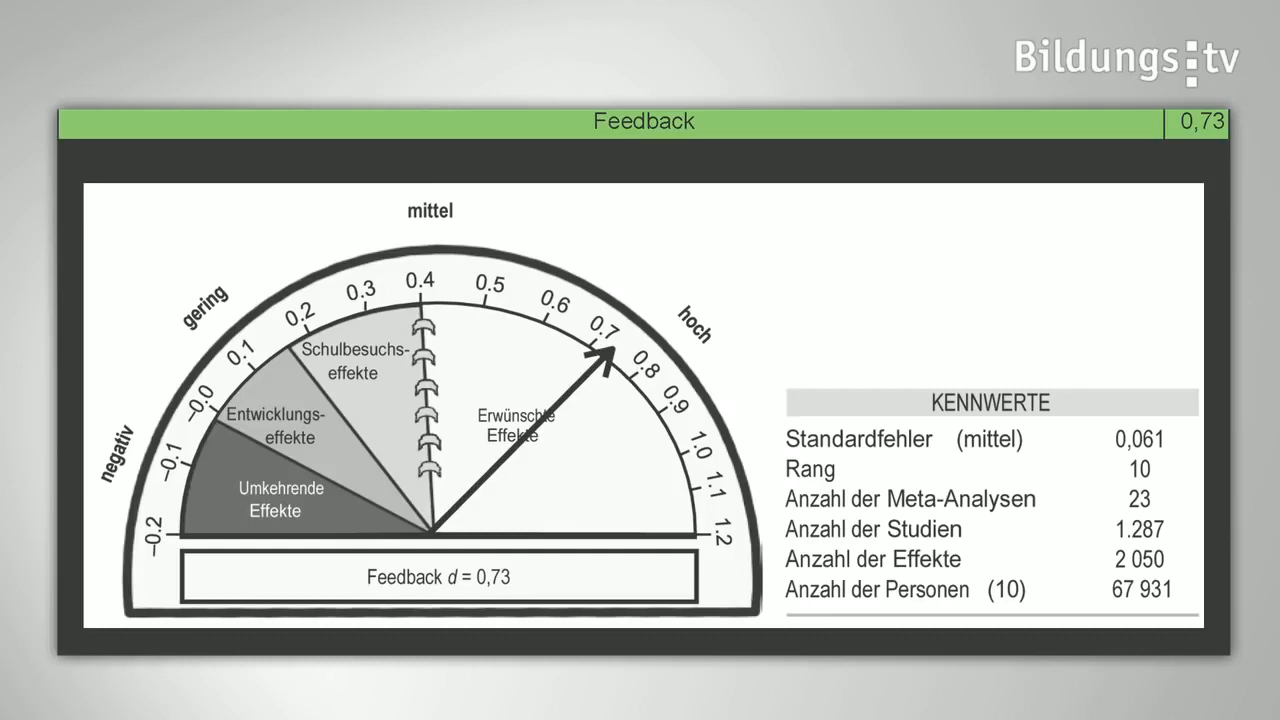 Bildungs:tv
Feedback 0,73
mittel
gering
hoch
negativ
–0.2 –0.1 –0.0 0.1 0.2 0.3 0.4 0.5 0.6 0.7 0.8 0.9 1.0 1.1 1.2
Schulbesuchs-
effekte
Entwicklungs-
effekte
Umkehrende
Effekte
Erwünschte
Effekte
Feedback d = 0,73
KENNWERTE
Standardfehler (mittel) 0,061
Rang 10
Anzahl der Meta-Analysen 23
Anzahl der Studien 1.287
Anzahl der Effekte 2 050
Anzahl der Personen (10) 67 931